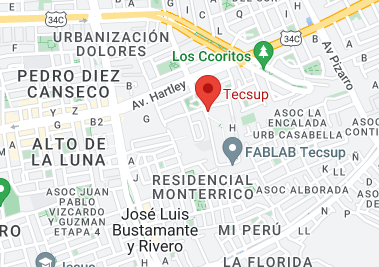 34C
URBANIZACIÓN
DOLORES
34C
Los Ccoritos
Av Pizarro
PEDRO DIEZ
CANSECO
Av. Hartley
Tecsup
ASOC LA
ENCALADA
URB CASABELLA
ASOC
CONTI
ALTO DE
LA LUNA
H
FABLAB Tecsup
RESIDENCIAL
MONTERRICO
ASOC ALBORADA
ASOC JUAN
PABLO
VIZCARDO
Y GUZMAN
ETAPA 4
José Luis
Bustamante
y Rivero
RO
MI PERÚ
LA FLORIDA